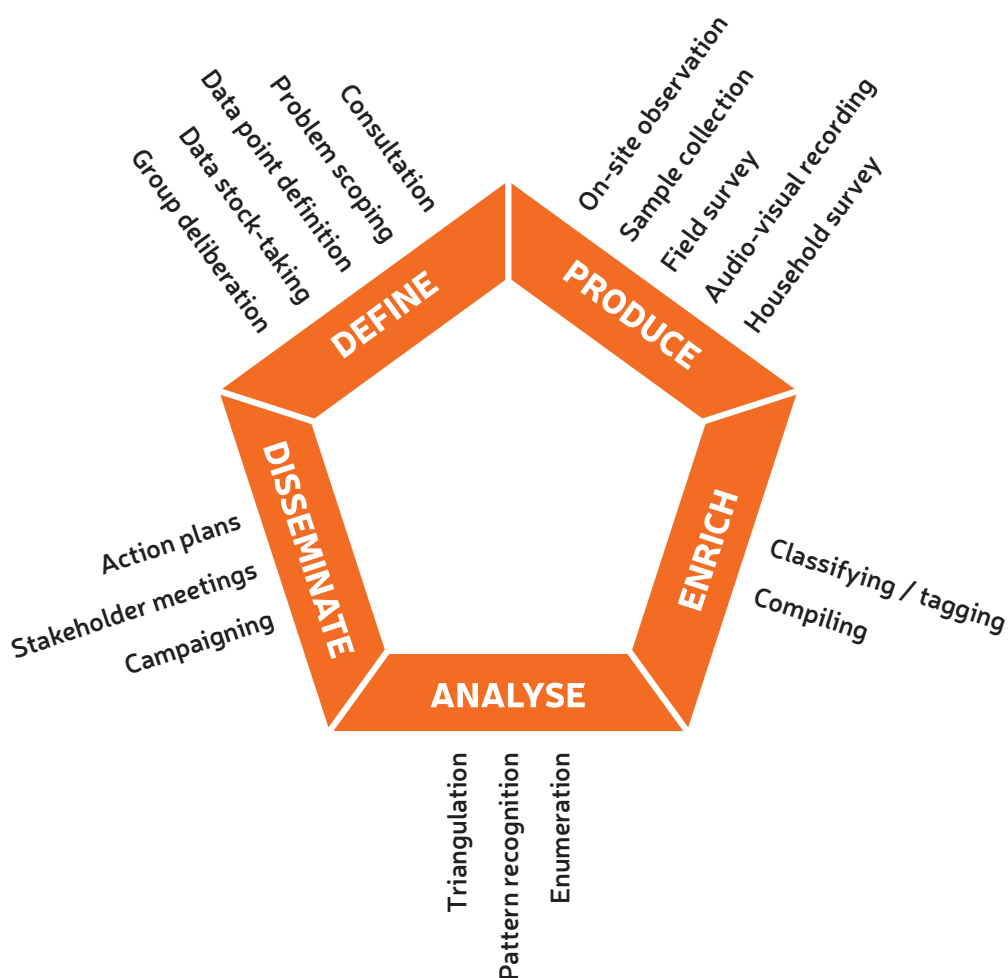 DEFINE
Group deliberation
Data stock-taking
Data point definition
Problem scoping
Consultation
PRODUCE
On-site observation
Sample collection
Field survey
Audio-visual recording
Household survey
ENRICH
Classifying / tagging
Compiling
ANALYSE
Enumeration
Pattern recognition
Triangulation
DISSEMINATE
Campaigning
Stakeholder meetings
Action plans